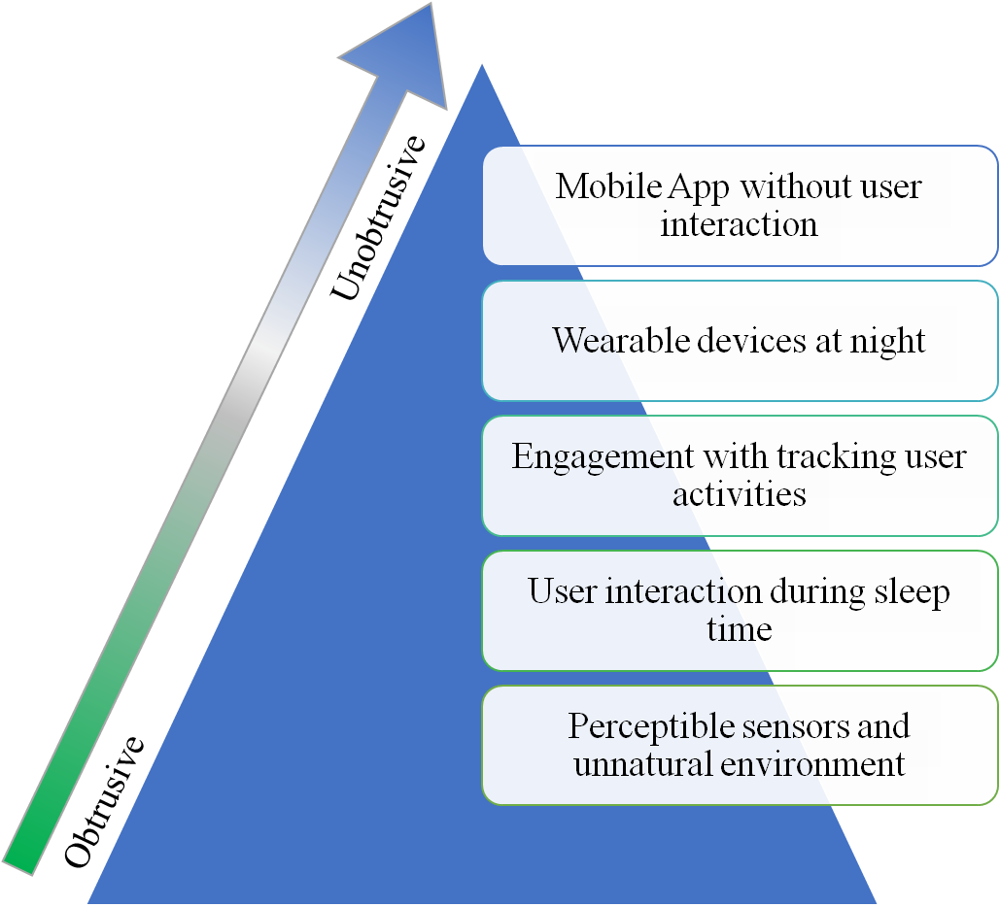 Unobtrusive
Obtrusive
Mobile App without user
interaction
Wearable devices at night
Engagement with tracking user
activities
User interaction during sleep
time
Perceptible sensors and
unnatural environment